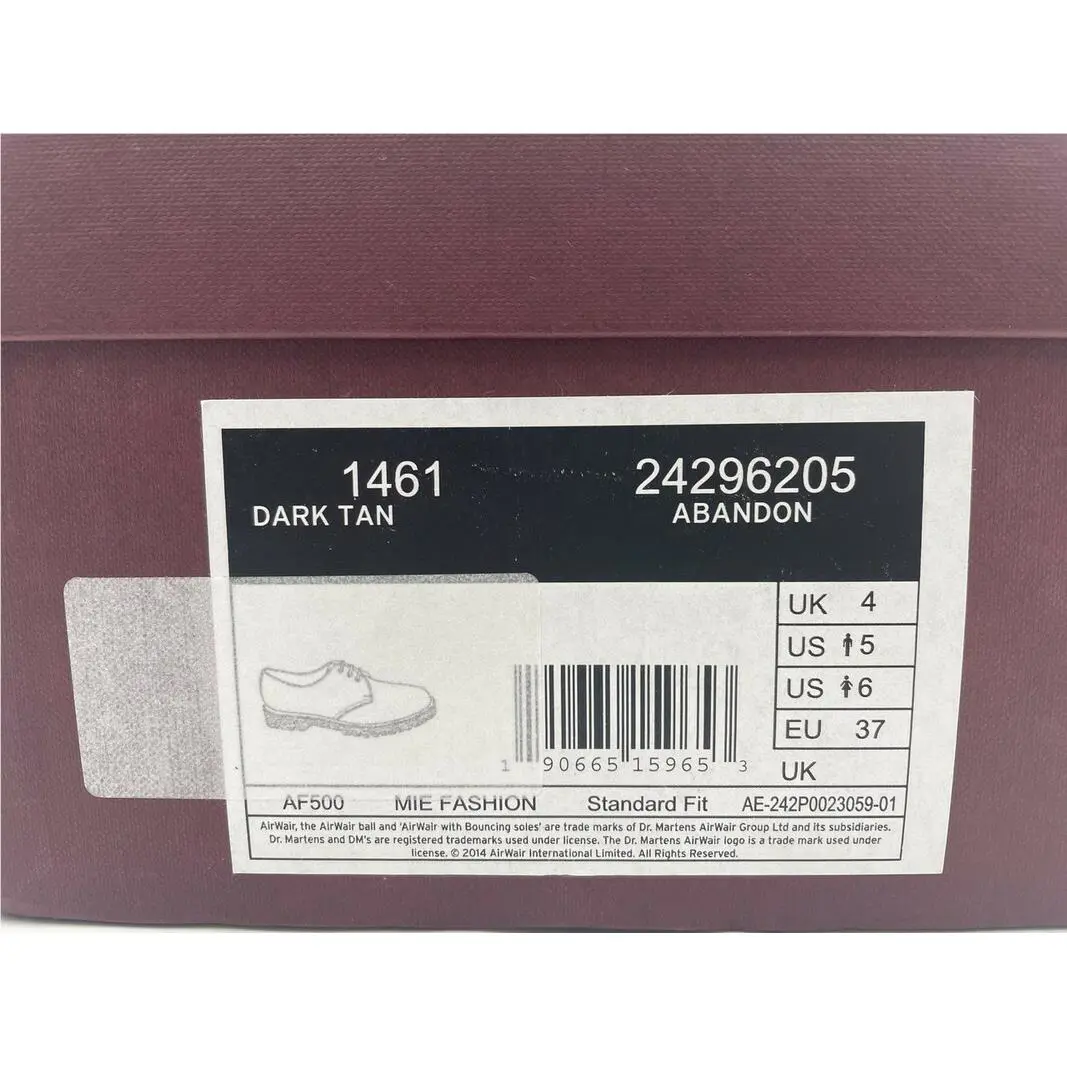 1461 24296205
DARK TAN ABANDON
UK 4
US 5
US 6
EU 37
1 90665 15965 3
UK
AF500 MIE FASHION Standard Fit AE-242P0023059-01
AirWair, the AirWair ball and 'AirWair with Bouncing soles' are trade marks of Dr. Martens AirWair Group Ltd and its subsidiaries.
Dr. Martens and DM's are registered trademarks used under license. The Dr. Martens AirWair logo is a trade mark used under
license. © 2014 AirWair International Limited. All Rights Reserved.